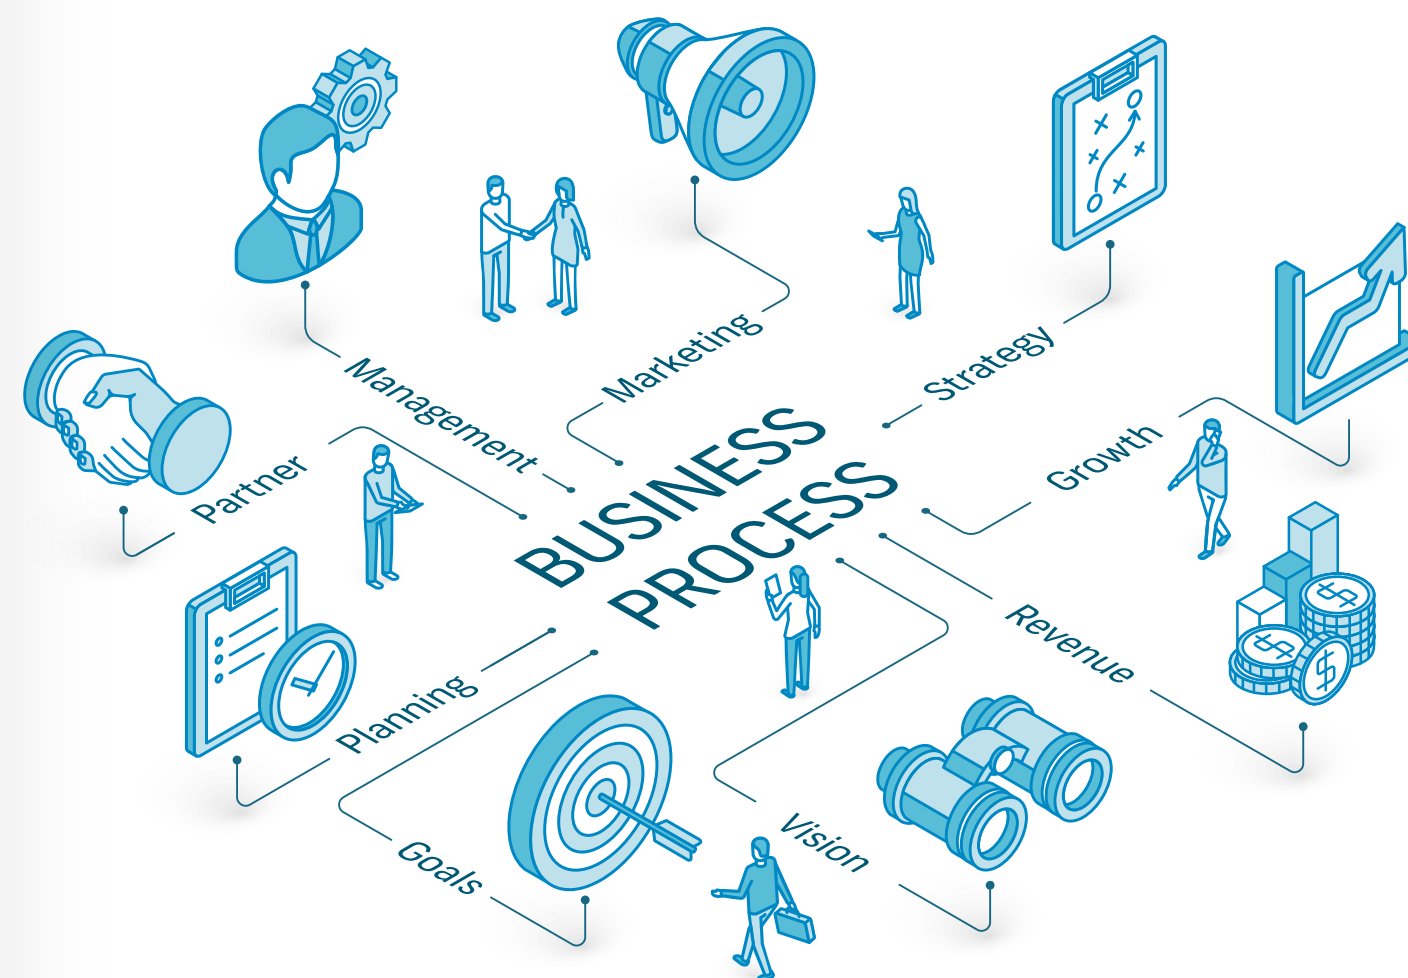 Marketing
Strategy
Management
Growth
Partner
BUSINESS
PROCESS
Revenue
Planning
Vision
Goals